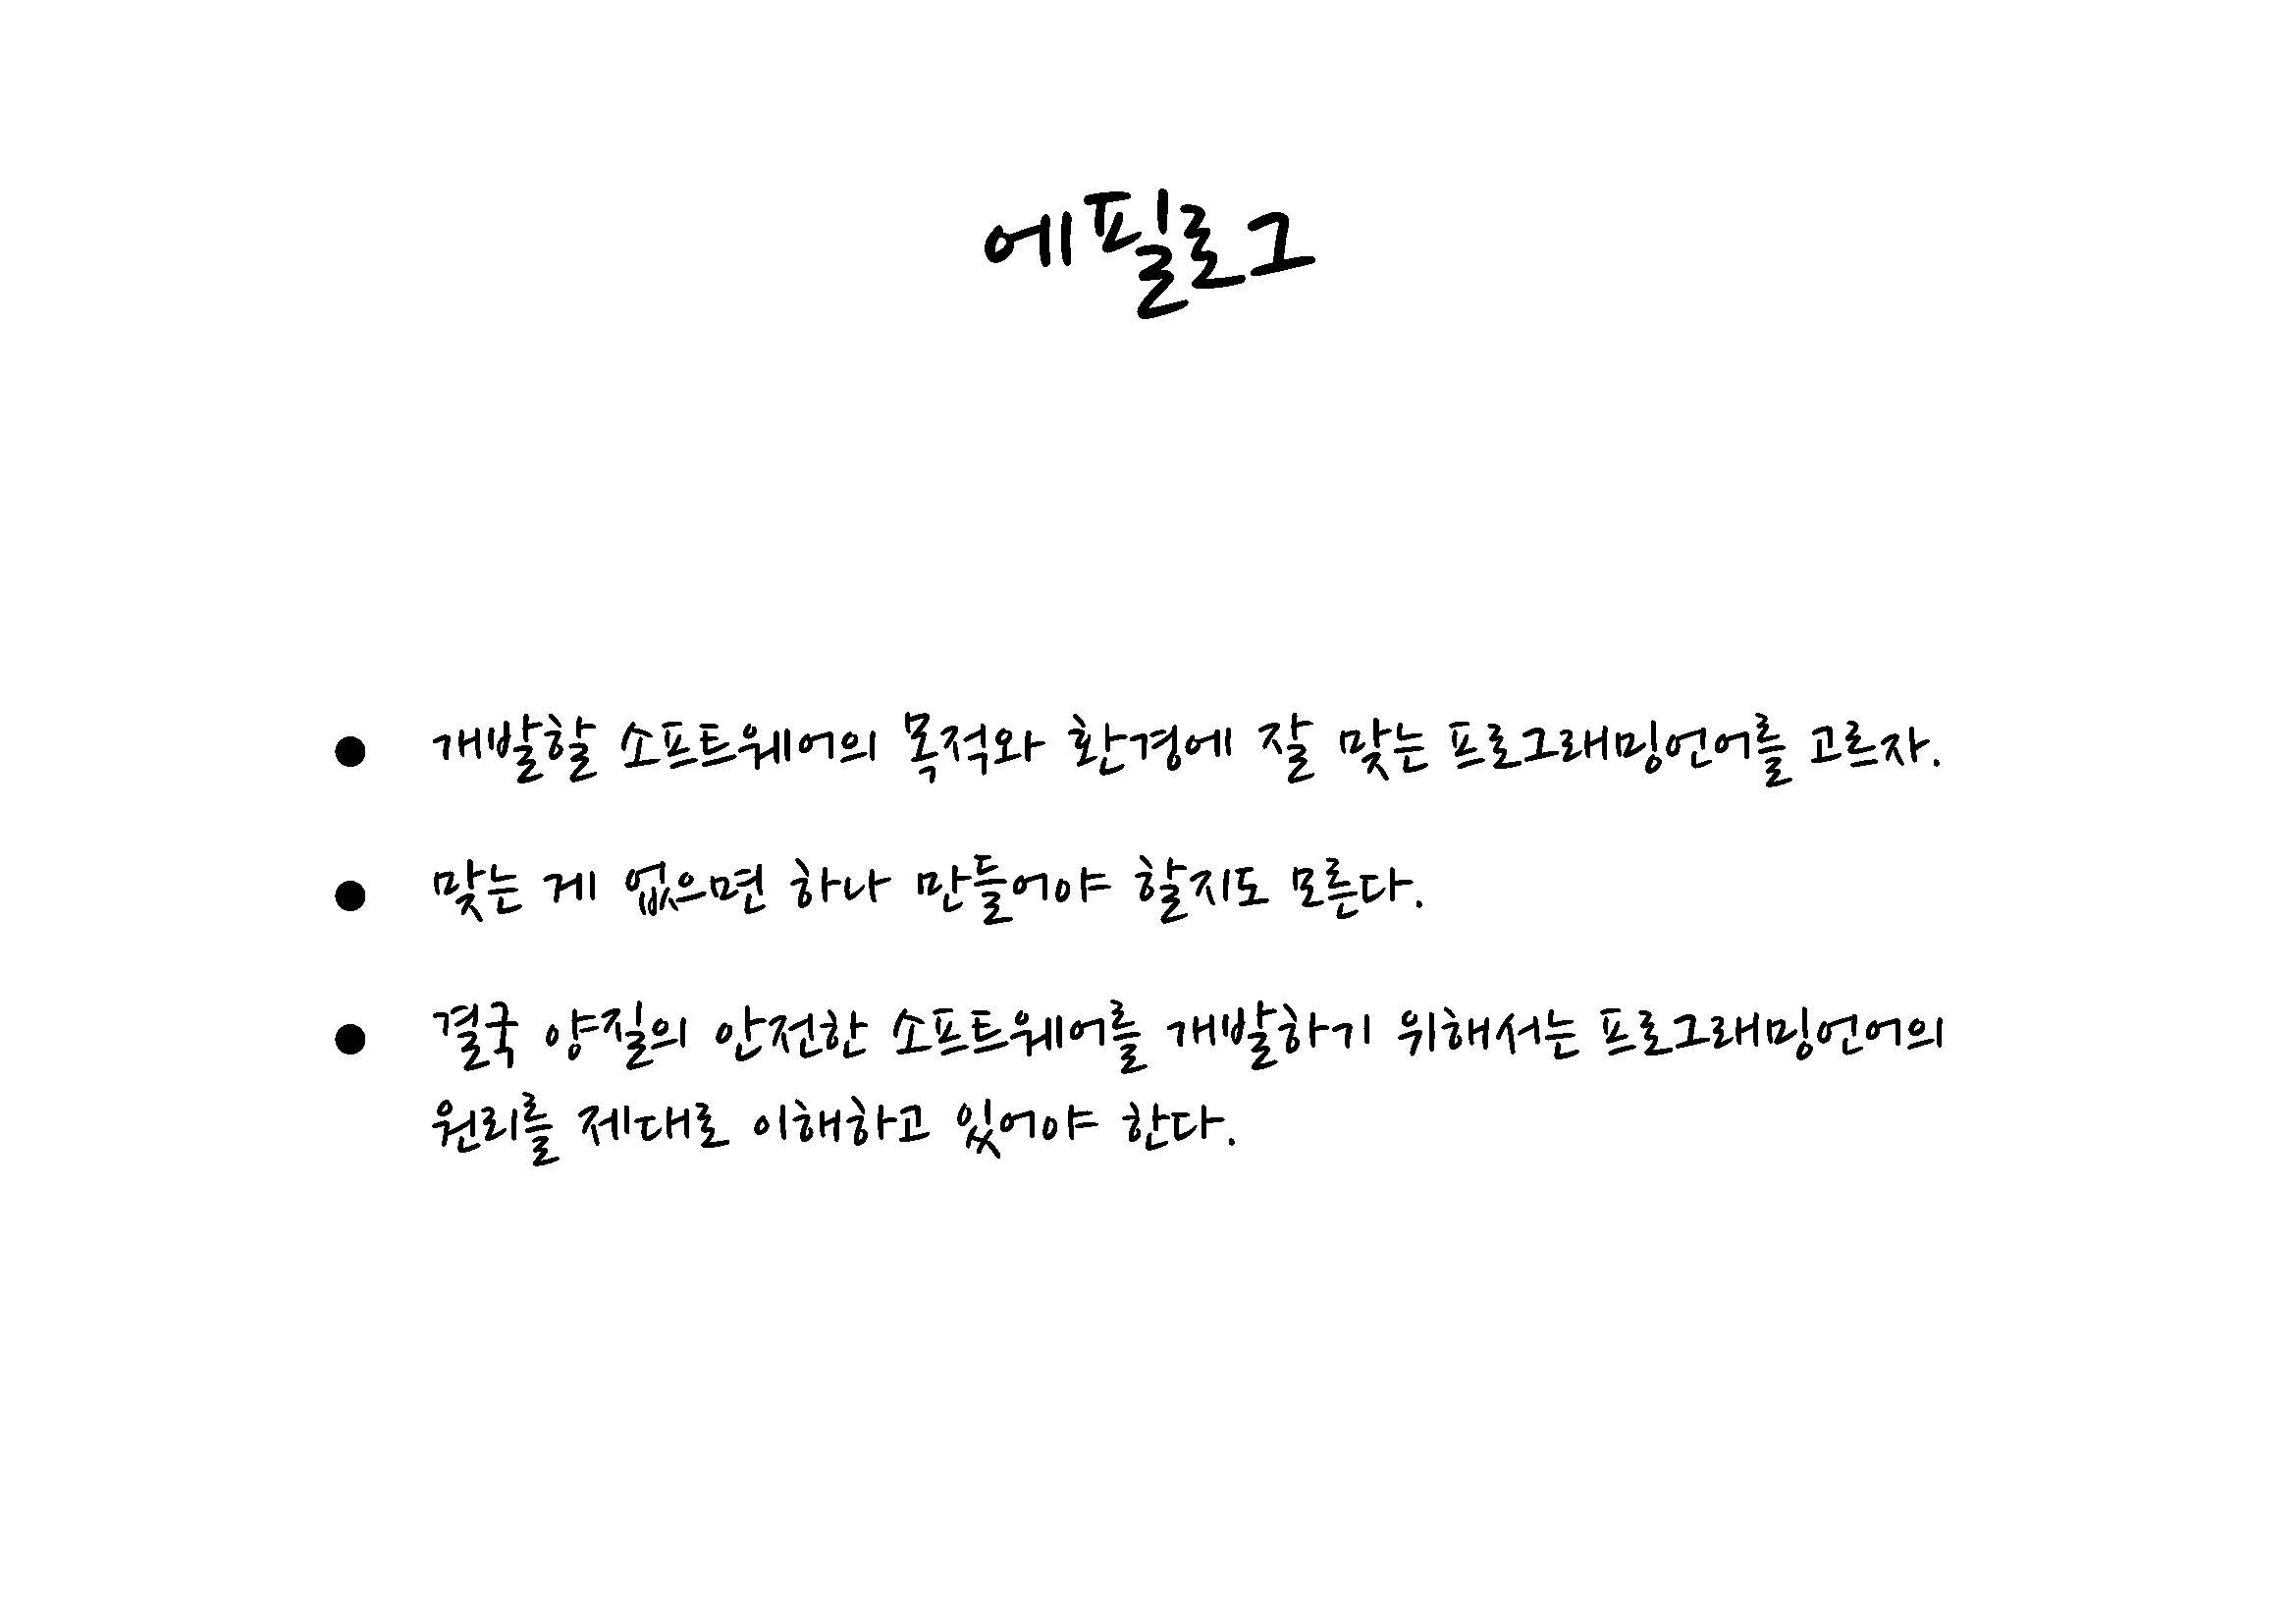 에필로그
● 개발할 소프트웨어의 목적와 환경에 잘 맞는 프로그래밍언어를 고르자.
● 맞는 게 없으면 하나 만들어야 할지도 모른다.
● 결국 양질의 안전한 소프트웨어를 개발하기 위해서는 프로그래밍언어의
원리를 제대로 이해하고 있어야 한다.